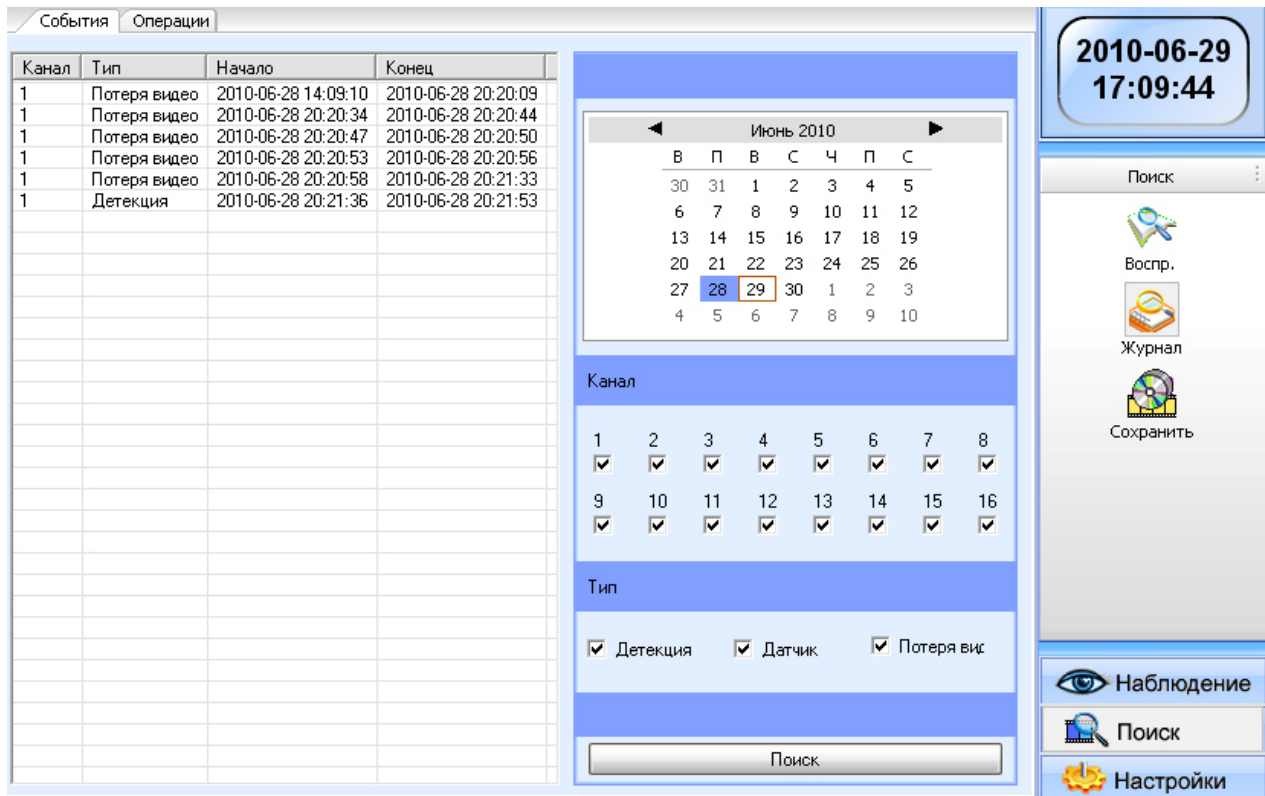 События Операции
Канал Тип Начало Конец
1 Потеря видео 2010-06-28 14:09:10 2010-06-28 20:20:09
1 Потеря видео 2010-06-28 20:20:34 2010-06-28 20:20:44
1 Потеря видео 2010-06-28 20:20:47 2010-06-28 20:20:50
1 Потеря видео 2010-06-28 20:20:53 2010-06-28 20:20:56
1 Потеря видео 2010-06-28 20:20:58 2010-06-28 20:21:33
1 Детекция 2010-06-28 20:21:36 2010-06-28 20:21:53
Июнь 2010
В П В С Ч П С
30 31 1 2 3 4 5
6 7 8 9 10 11 12
13 14 15 16 17 18 19
20 21 22 23 24 25 26
27 28 29 30 1 2 3
4 5 6 7 8 9 10
Канал
1 2 3 4 5 6 7 8
9 10 11 12 13 14 15 16
Тип
Детекция Датчик Потеря вид
Поиск
2010-06-29
17:09:44
Поиск
Воспр.
Журнал
Сохранить
Наблюдение
Поиск
Настройки